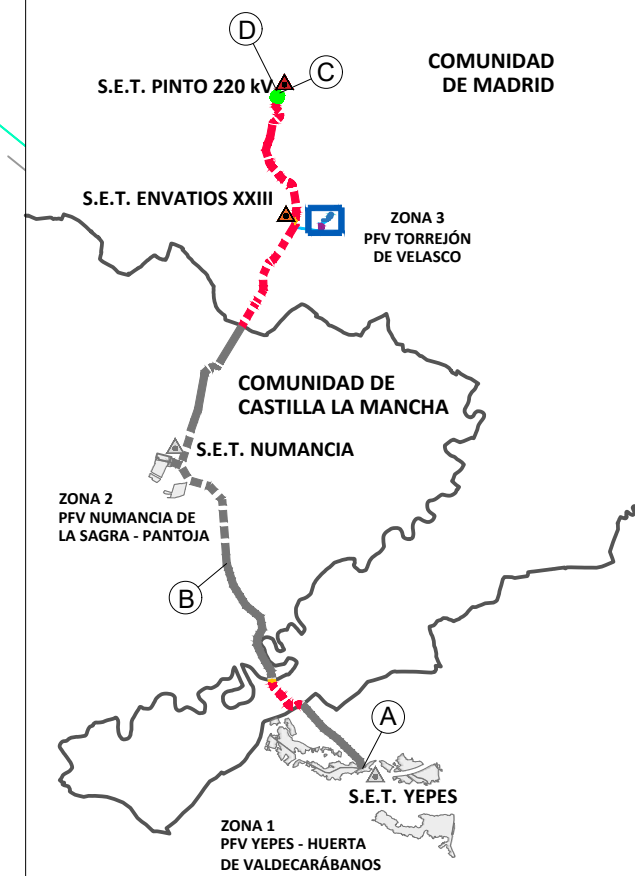 D
C
COMUNIDAD
DE MADRID
S.E.T. PINTO 220 kV
S.E.T. ENVATIOS XXIII
ZONA 3
PFV TORREJÓN
DE VELASCO
COMUNIDAD DE
CASTILLA LA MANCHA
S.E.T. NUMANCIA
ZONA 2
PFV NUMANCIA DE
LA SAGRA - PANTOJA
B
A
S.E.T. YEPES
ZONA 1
PFV YEPES - HUERTA
DE VALDECARÁBANOS